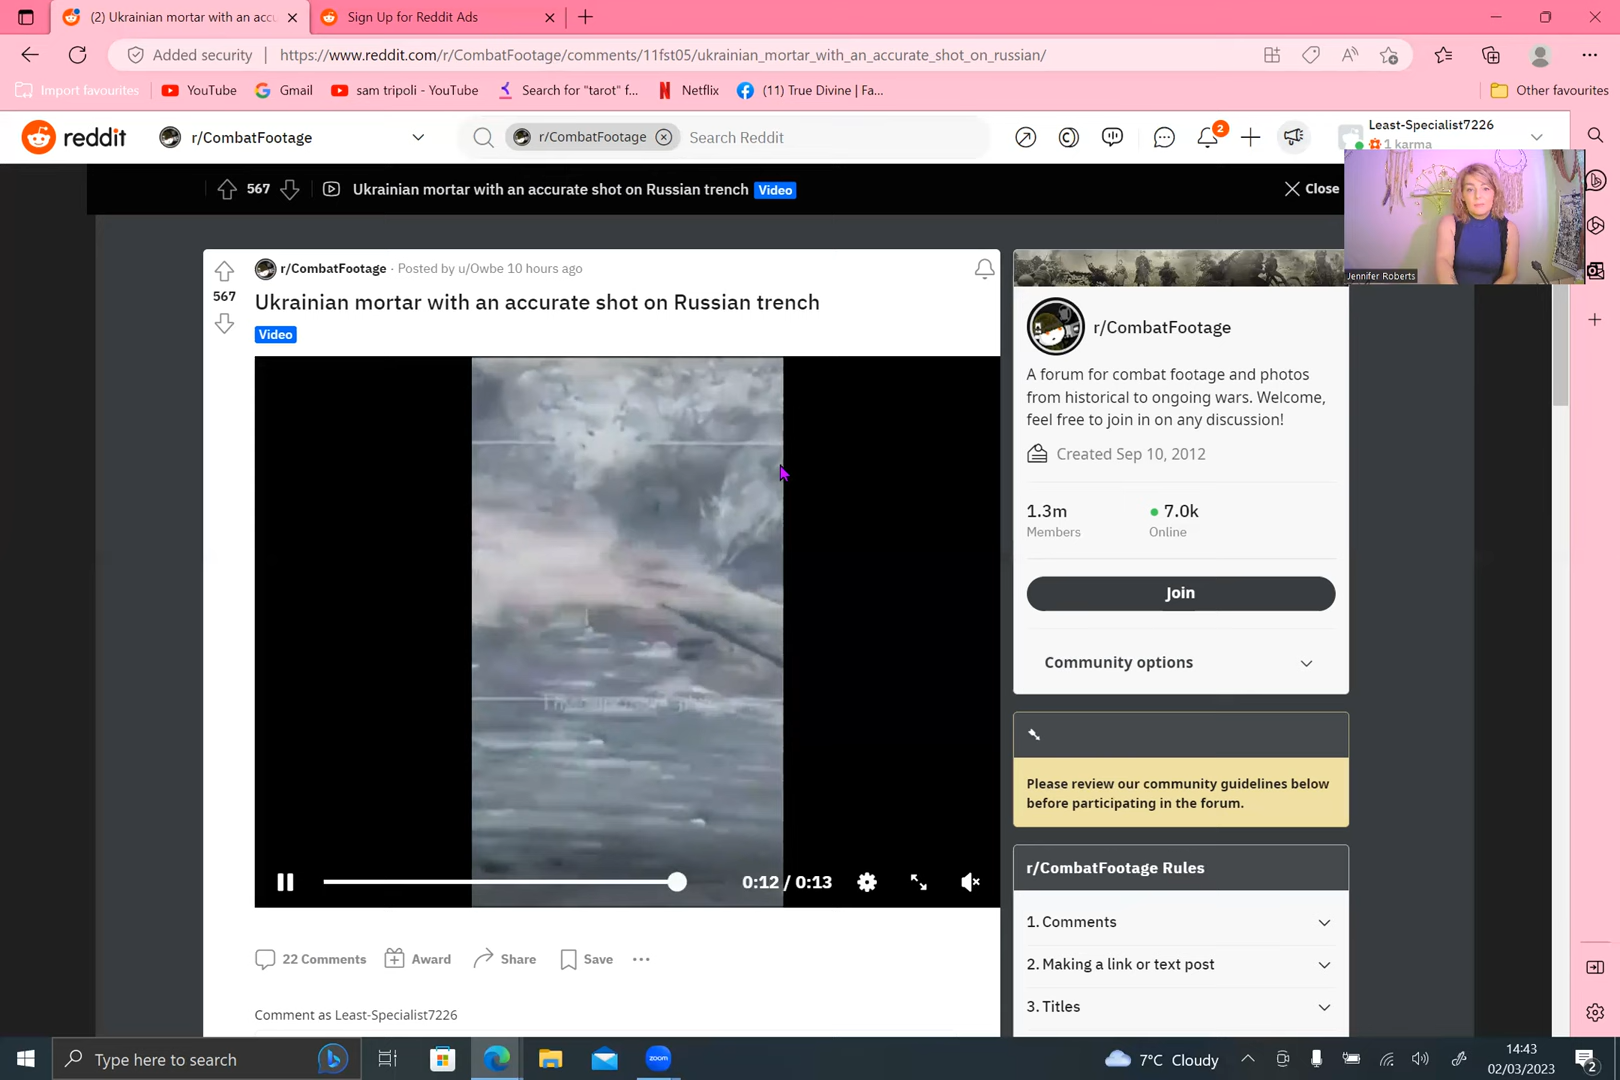 (2) Ukrainian mortar with an acc
Sign Up for Reddit Ads
Added security
https://www.reddit.com/r/CombatFootage/comments/11fst05/ukrainian_mortar_with_an_accurate_shot_on_russian/
Import favourites
YouTube
Gmail
sam tripoli - YouTube
Search for "tarot" f...
Netflix
(11) True Divine | Fa...
Other favourites
reddit
r/CombatFootage
r/CombatFootage
Search Reddit
2
Least-Specialist7226
1 karma
567
Ukrainian mortar with an accurate shot on Russian trench Video
Close
Jennifer Roberts
r/CombatFootage · Posted by u/Owbe 10 hours ago
567
Ukrainian mortar with an accurate shot on Russian trench
Video
0:12 / 0:13
22 Comments
Award
Share
Save
Comment as Least-Specialist7226
r/CombatFootage
A forum for combat footage and photos
from historical to ongoing wars. Welcome,
feel free to join in on any discussion!
Created Sep 10, 2012
1.3m
Members
7.0k
Online
Join
Community options
Please review our community guidelines below
before participating in the forum.
r/CombatFootage Rules
1. Comments
2. Making a link or text post
3. Titles
Type here to search
zoom
7°C Cloudy
14:43
02/03/2023
2